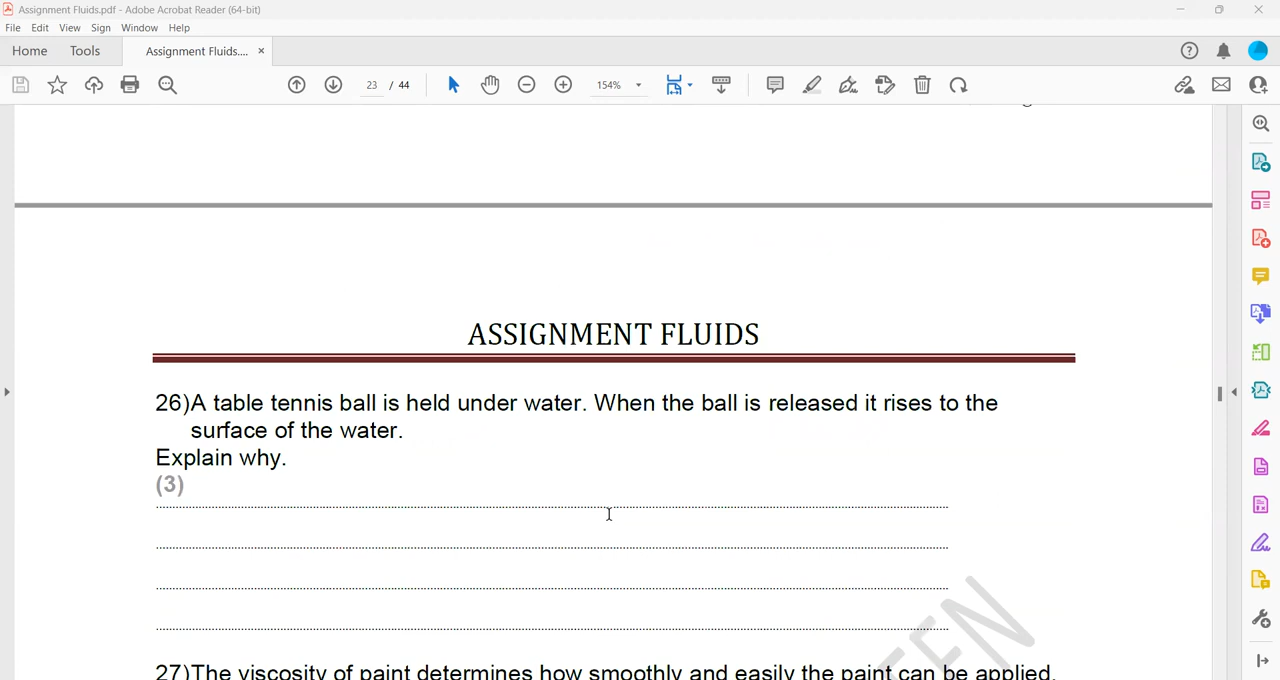 Assignment Fluids.pdf - Adobe Acrobat Reader (64-bit)
File Edit View Sign Window Help
Home Tools Assignment Fluids.... ×
23 / 44 154%
ASSIGNMENT FLUIDS
26)A table tennis ball is held under water. When the ball is released it rises to the
surface of the water.
Explain why.
(3)
27)The viscosity of paint determines how smoothly and easily the paint can be applied.